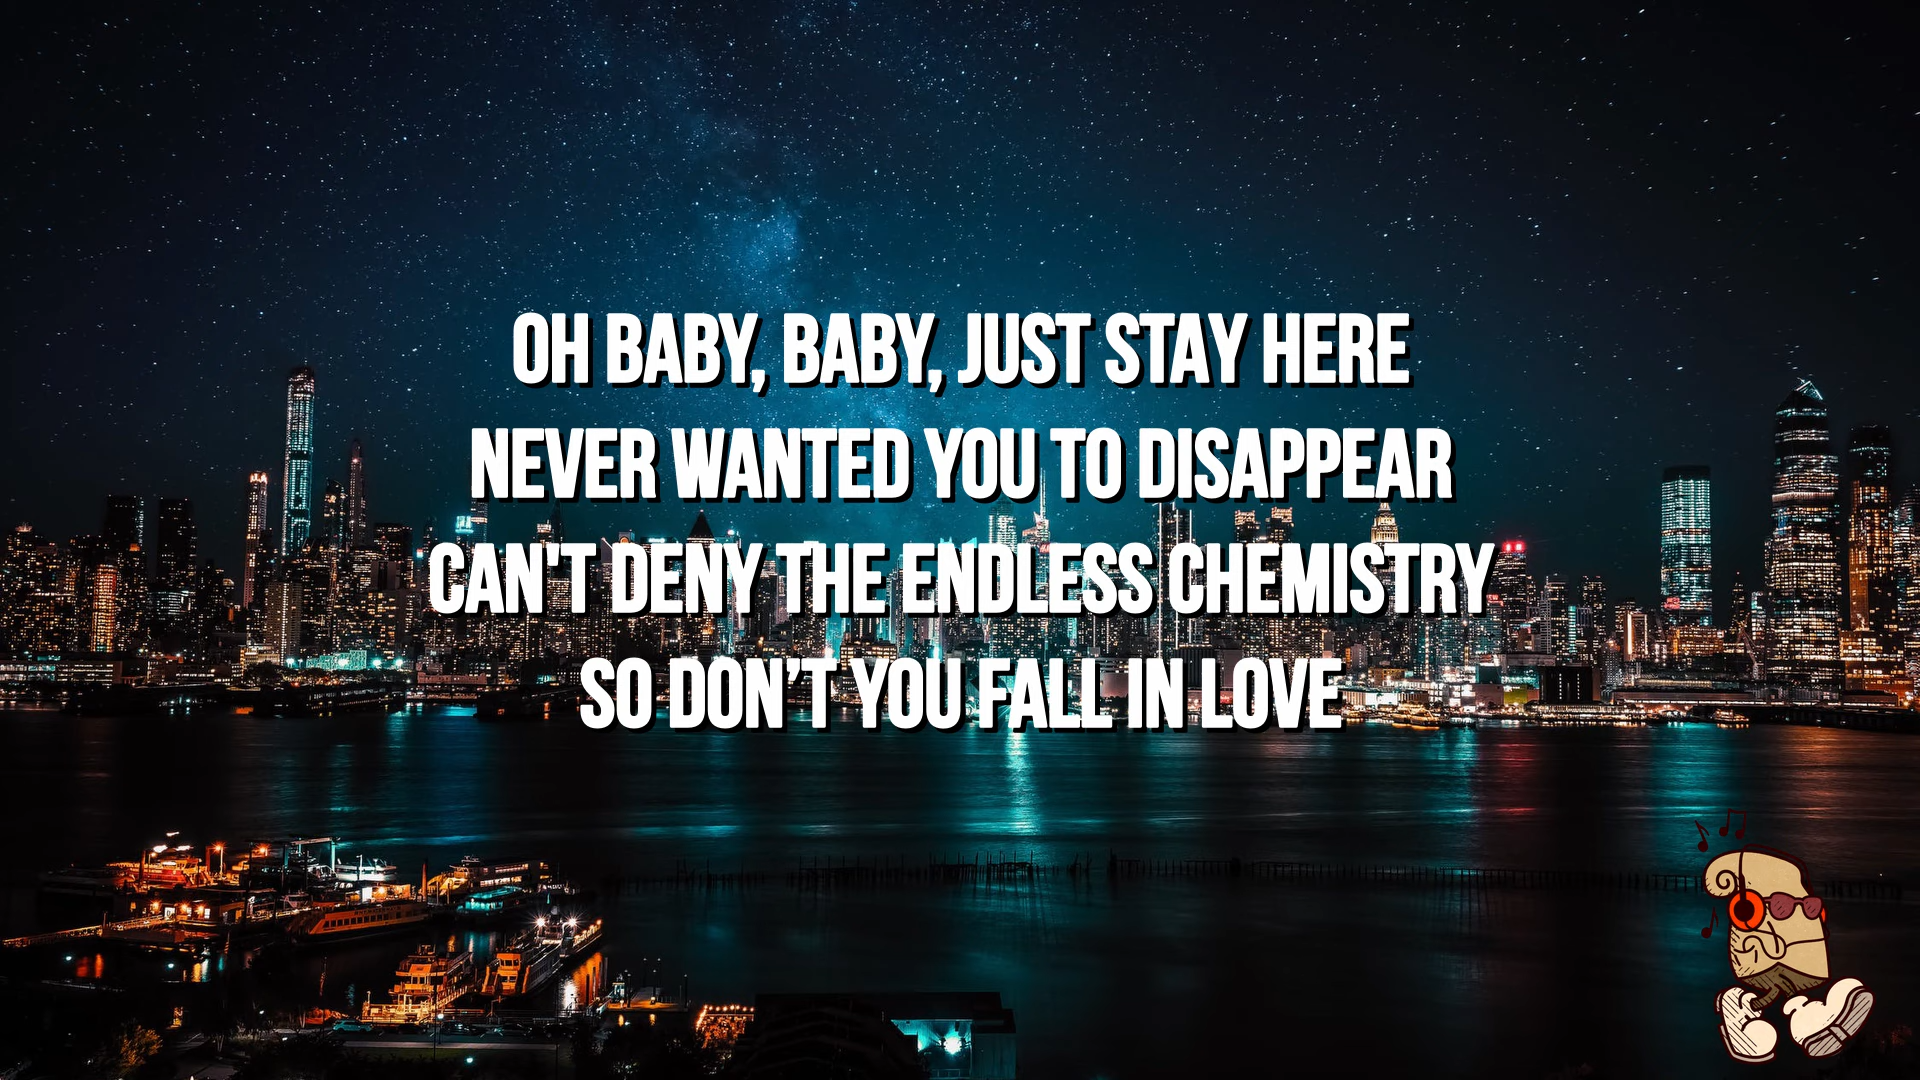 OH BABY, BABY, JUST STAY HERE
NEVER WANTED YOU TO DISAPPEAR
CAN'T DENY THE ENDLESS CHEMISTRY
SO DON’T YOU FALL IN LOVE